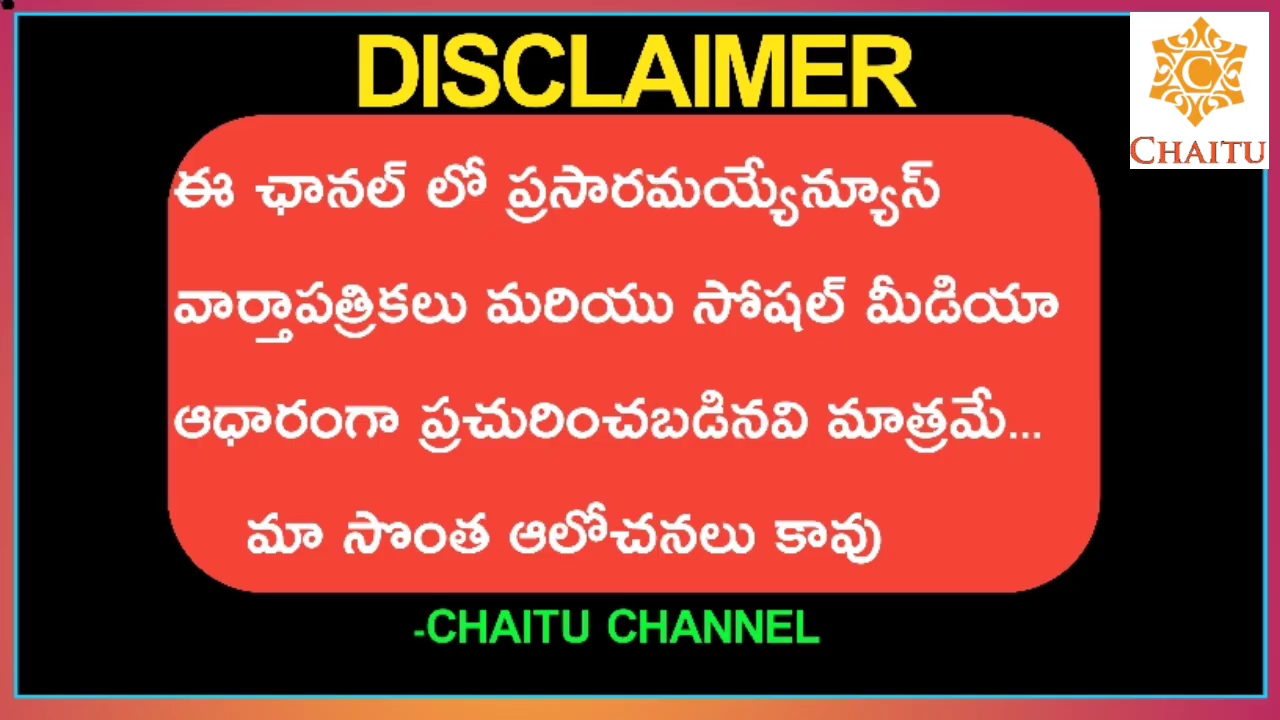 DISCLAIMER
C
CHAITU
ఈ ఛానల్ లో ప్రసారమయ్యేన్యూస్
వార్తాపత్రికలు మరియు సోషల్ మీడియా
ఆధారంగా ప్రచురించబడినవి మాత్రమే...
మా సొంత ఆలోచనలు కావు
-CHAITU CHANNEL